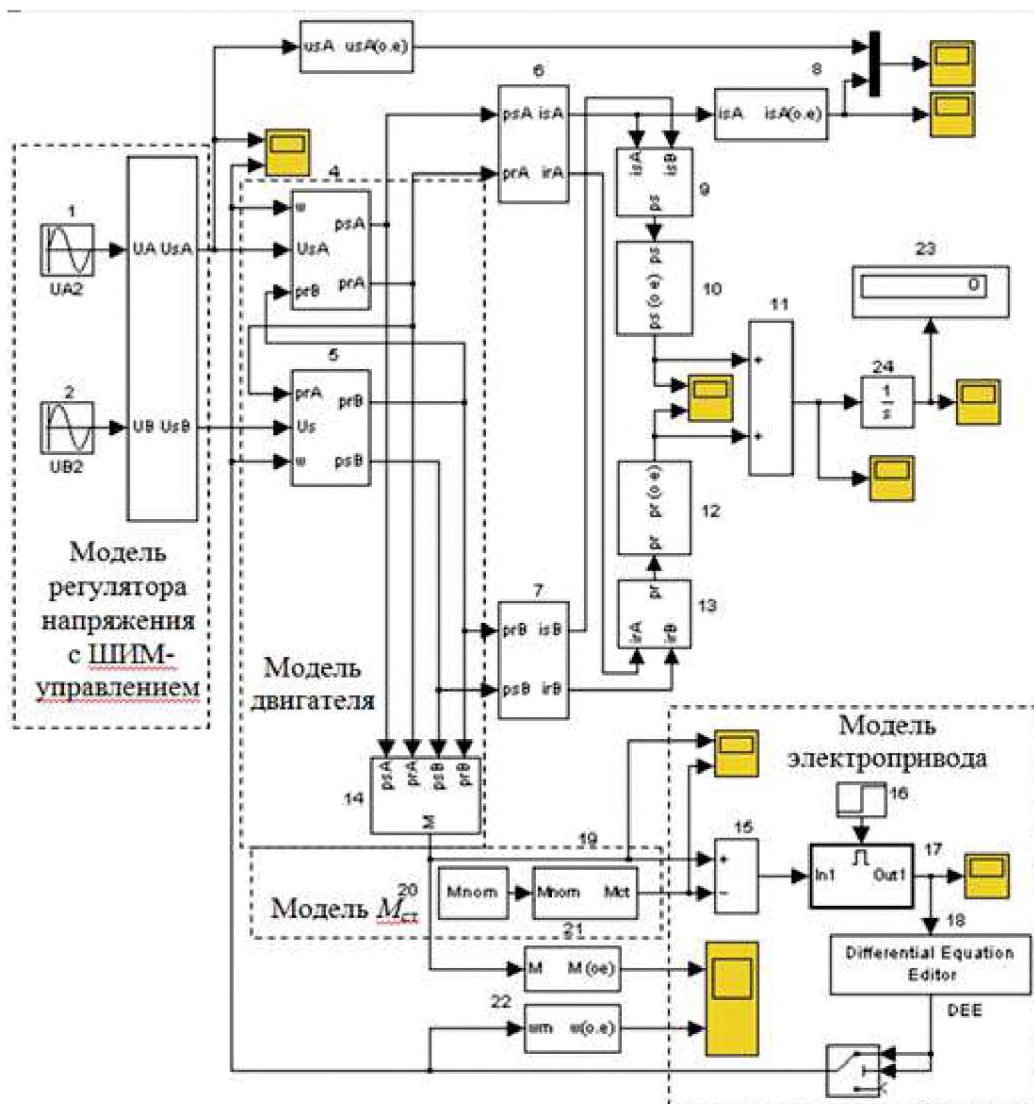 usA usA(o.e)
6
8
psA isA
prA irA
isA isA(o.e)
isA isB
ps
9
4
w
UsA
prB
psA
prA
1
UA2
UA UsA
2
UB2
UB UsB
5
prA
Us
w
prB
psB
ps
ps(o e)
10
11
+
+
23
0
24
1
s
pr(o e)
pr
12
pr
irA irB
13
7
prB isB
psB irB
Модель
регулятора
напряжения
с ШИМ-
управлением
Модель
двигателя
14
psA prA psB prB
M
Модель
электропривода
16
15
+
−
In1 Out1
17
18
Differential Equation
Editor
DEE
19
20
Модель Mст
Mnom
Mnom Mct
21
M M(oe)
22
wm w(o.e)